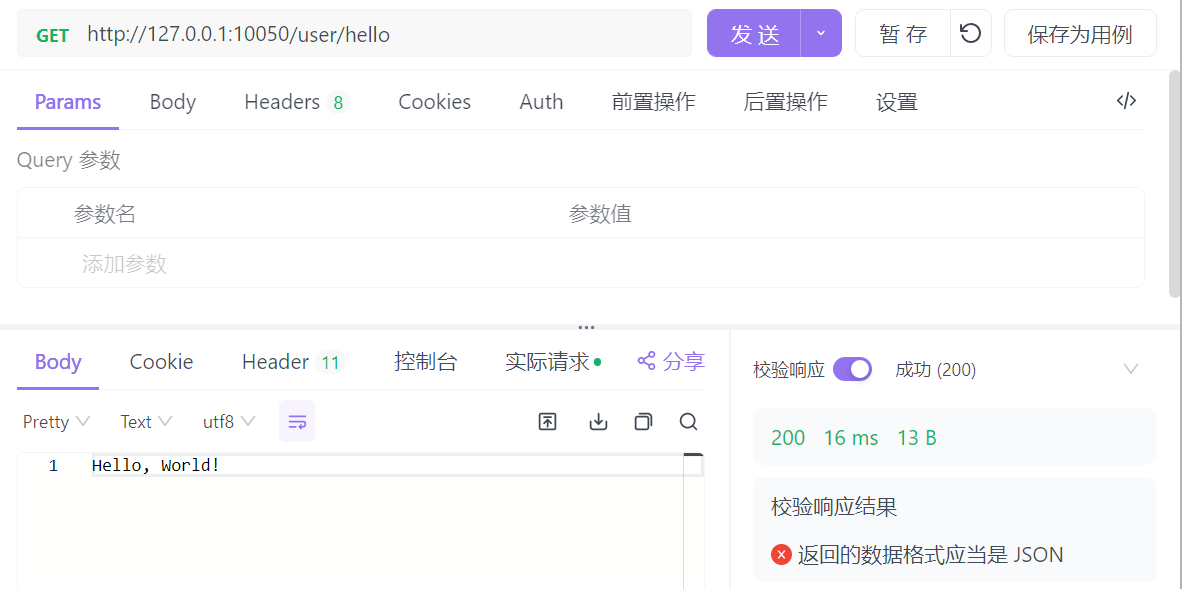 GET http://127.0.0.1:10050/user/hello 发送 暂存 保存为用例
Params Body Headers 8 Cookies Auth 前置操作 后置操作 设置 </>
Query 参数
参数名 参数值
添加参数
Body Cookie Header 11 控制台 实际请求 分享
校验响应 成功 (200)
Pretty Text utf8
200 16 ms 13 B
1 Hello, World!
校验响应结果
返回的数据格式应当是 JSON